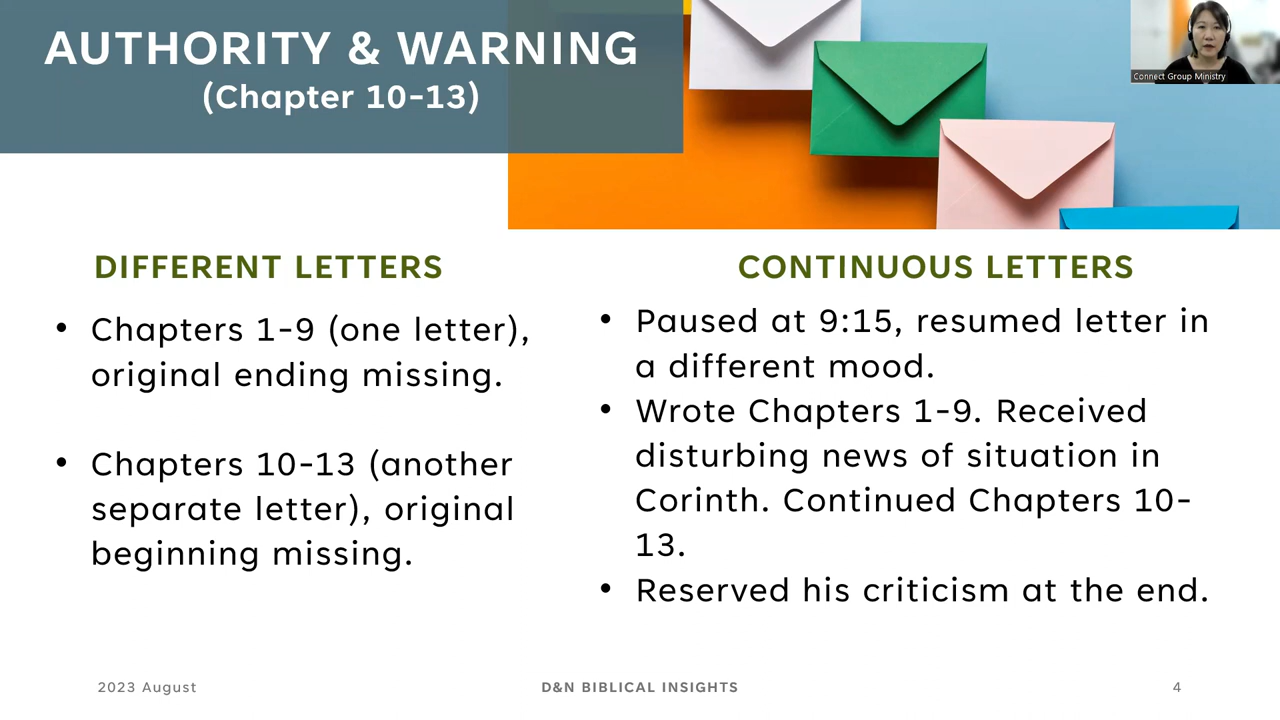 AUTHORITY & WARNING
(Chapter 10-13)
Connect Group Ministry
DIFFERENT LETTERS
• Chapters 1-9 (one letter),
original ending missing.
• Chapters 10-13 (another
separate letter), original
beginning missing.
CONTINUOUS LETTERS
• Paused at 9:15, resumed letter in
a different mood.
• Wrote Chapters 1-9. Received
disturbing news of situation in
Corinth. Continued Chapters 10-
13.
• Reserved his criticism at the end.
2023 August
D&N BIBLICAL INSIGHTS
4